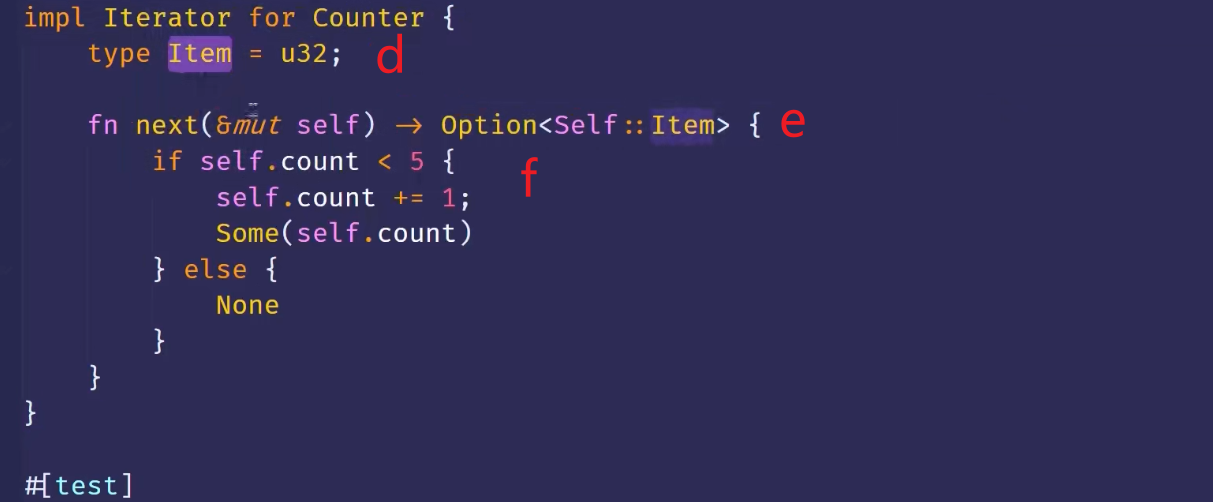 impl Iterator for Counter {
type Item = u32; d
fn next(&mut self) → Option<Self::Item> { e
if self.count < 5 { f
self.count += 1;
Some(self.count)
} else {
None
}
}
}
#[test]